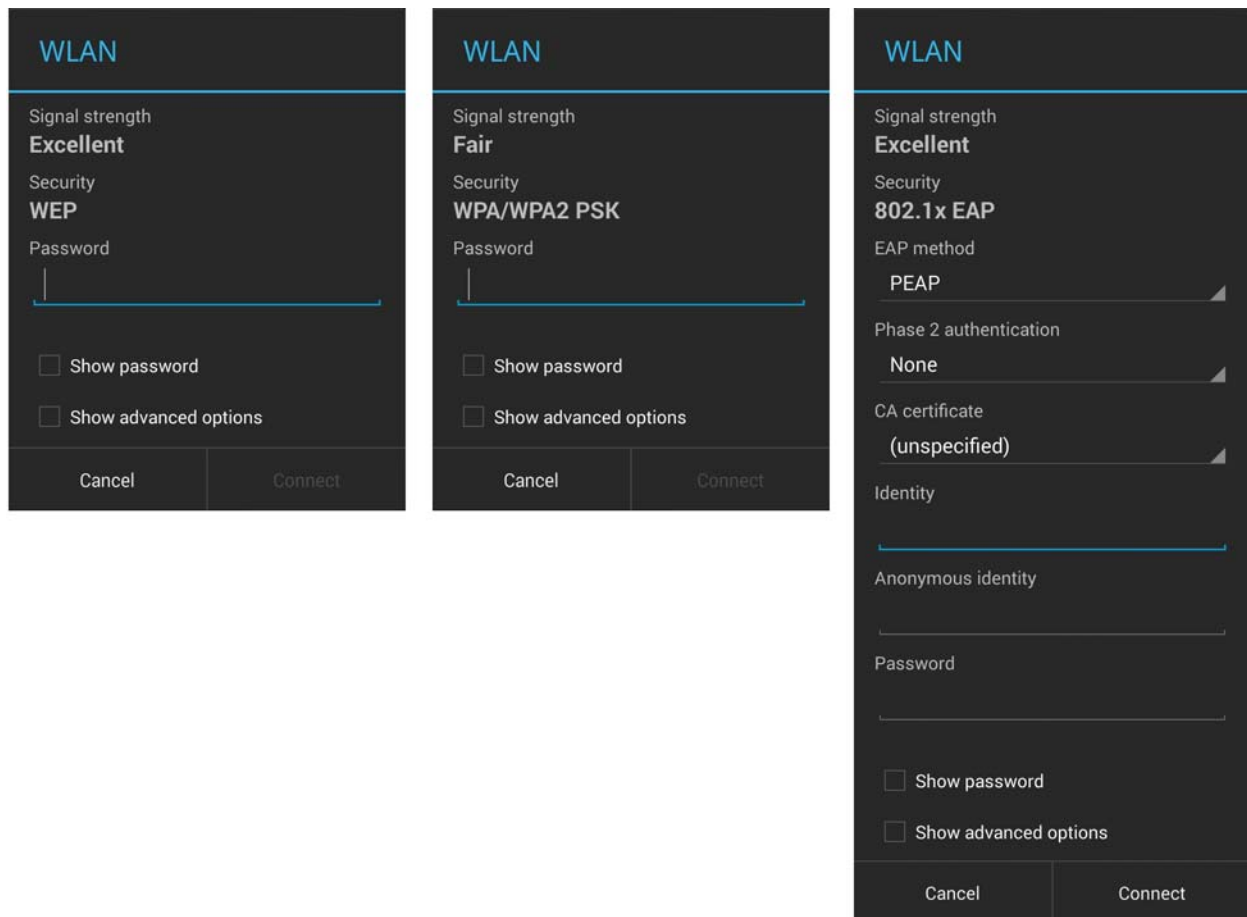 WLAN
Signal strength
Excellent
Security
WEP
Password
Show password
Show advanced options
Cancel
Connect
WLAN
Signal strength
Fair
Security
WPA/WPA2 PSK
Password
Show password
Show advanced options
Cancel
Connect
WLAN
Signal strength
Excellent
Security
802.1x EAP
EAP method
PEAP
Phase 2 authentication
None
CA certificate
(unspecified)
Identity
Anonymous identity
Password
Show password
Show advanced options
Cancel
Connect